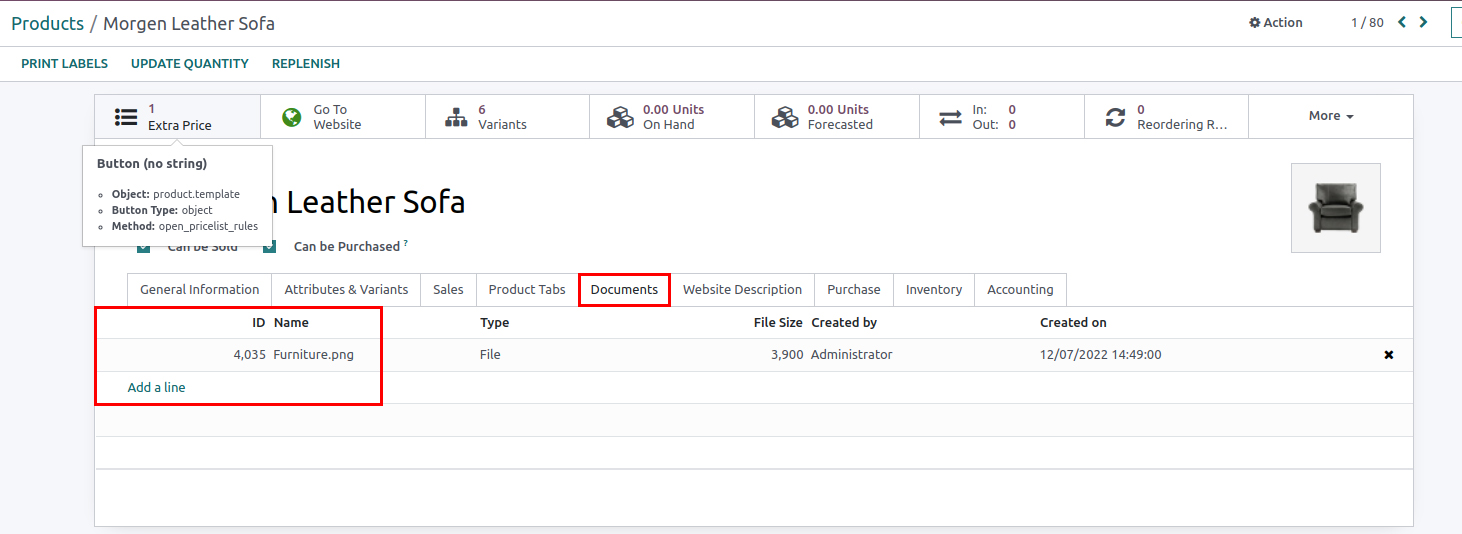 Products / Morgen Leather Sofa
Action
1 / 80
PRINT LABELS UPDATE QUANTITY REPLENISH
1
Extra Price
Go To
Website
6
Variants
0.00 Units
On Hand
0.00 Units
Forecasted
In: 0
Out: 0
0
Reordering R...
More
Button (no string)
Object: product.template
Button Type: object
Method: open_pricelist_rules
n Leather Sofa
Can be Sold Can be Purchased ?
General Information Attributes & Variants Sales Product Tabs Documents Website Description Purchase Inventory Accounting
ID Name Type File Size Created by Created on
4,035 Furniture.png File 3,900 Administrator 12/07/2022 14:49:00
Add a line